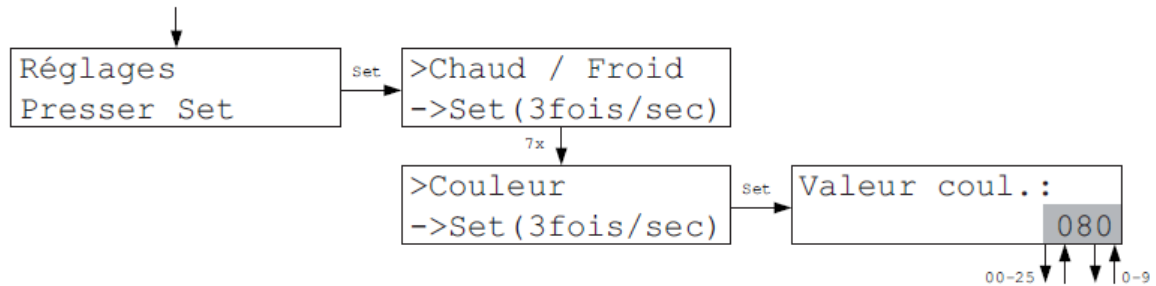 Réglages
Presser Set
Set
>Chaud / Froid
->Set(3fois/sec)
7x
>Couleur
->Set(3fois/sec)
Set
Valeur coul.:
080
00-25
0-9